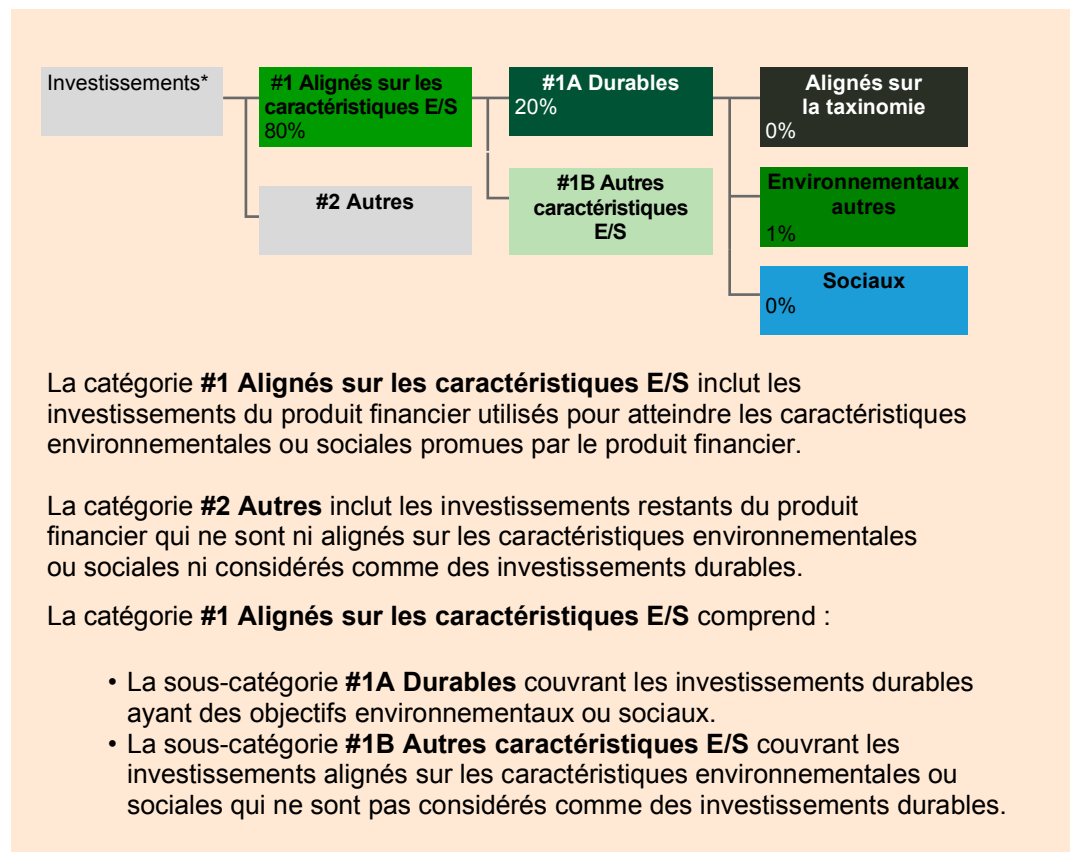 Investissements*
#1 Alignés sur les
caractéristiques E/S
80%
#2 Autres
#1A Durables
20%
#1B Autres
caractéristiques
E/S
Alignés sur
la taxinomie
0%
Environnementaux
autres
1%
Sociaux
0%
La catégorie #1 Alignés sur les caractéristiques E/S inclut les
investissements du produit financier utilisés pour atteindre les caractéristiques
environnementales ou sociales promues par le produit financier.
La catégorie #2 Autres inclut les investissements restants du produit
financier qui ne sont ni alignés sur les caractéristiques environnementales
ou sociales ni considérés comme des investissements durables.
La catégorie #1 Alignés sur les caractéristiques E/S comprend :
• La sous-catégorie #1A Durables couvrant les investissements durables
ayant des objectifs environnementaux ou sociaux.
• La sous-catégorie #1B Autres caractéristiques E/S couvrant les
investissements alignés sur les caractéristiques environnementales ou
sociales qui ne sont pas considérés comme des investissements durables.